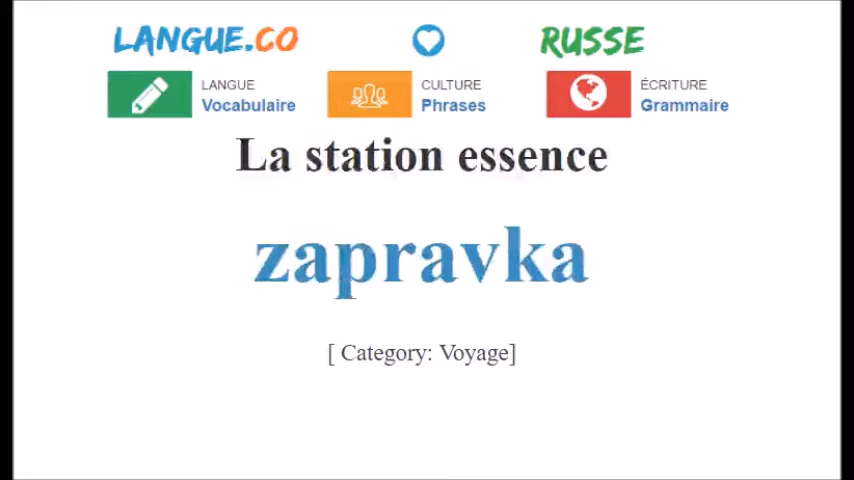 LANGUE.CO
RUSSE
LANGUE
Vocabulaire
CULTURE
Phrases
ÉCRITURE
Grammaire
La station essence
zapravka
[ Category: Voyage]